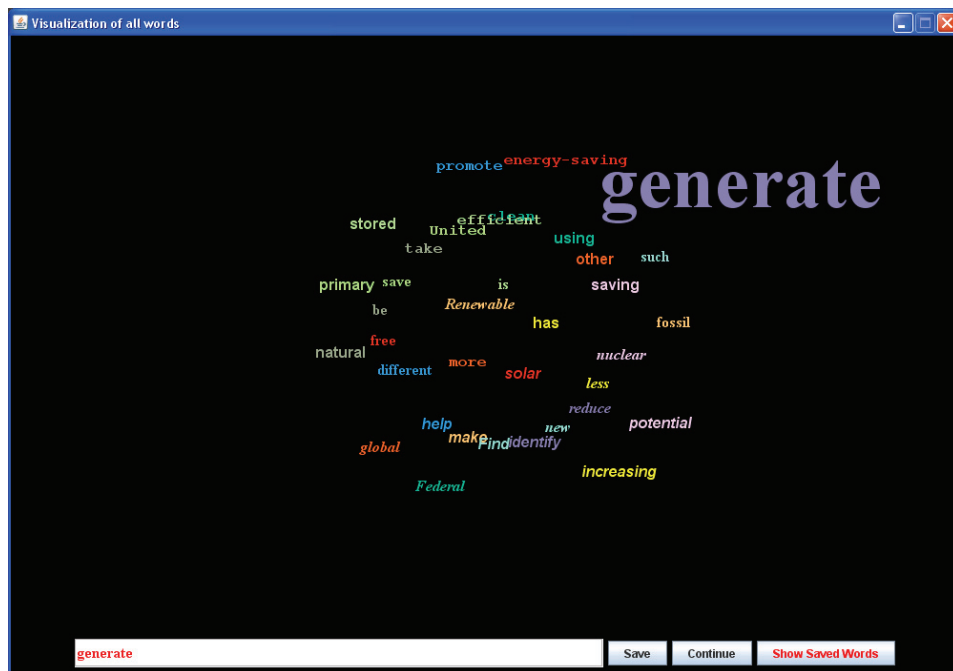 Visualization of all words
promote energy-saving
generate
clean
stored efficient
United
using
take
other such
primary save is saving
Renewable
be
has fossil
free
natural nuclear
different more solar
less
reduce
help new potential
make Find identify
global
increasing
Federal
generate Save Continue Show Saved Words